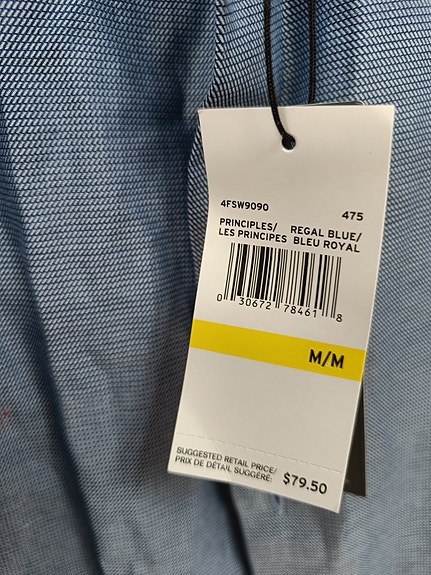 4FSW9090 475
PRINCIPLES/ REGAL BLUE/
LES PRINCIPES BLEU ROYAL
0 30672 78461 8
M/M
SUGGESTED RETAIL PRICE/
PRIX DE DÉTAIL SUGGÉRÉ: $79.50